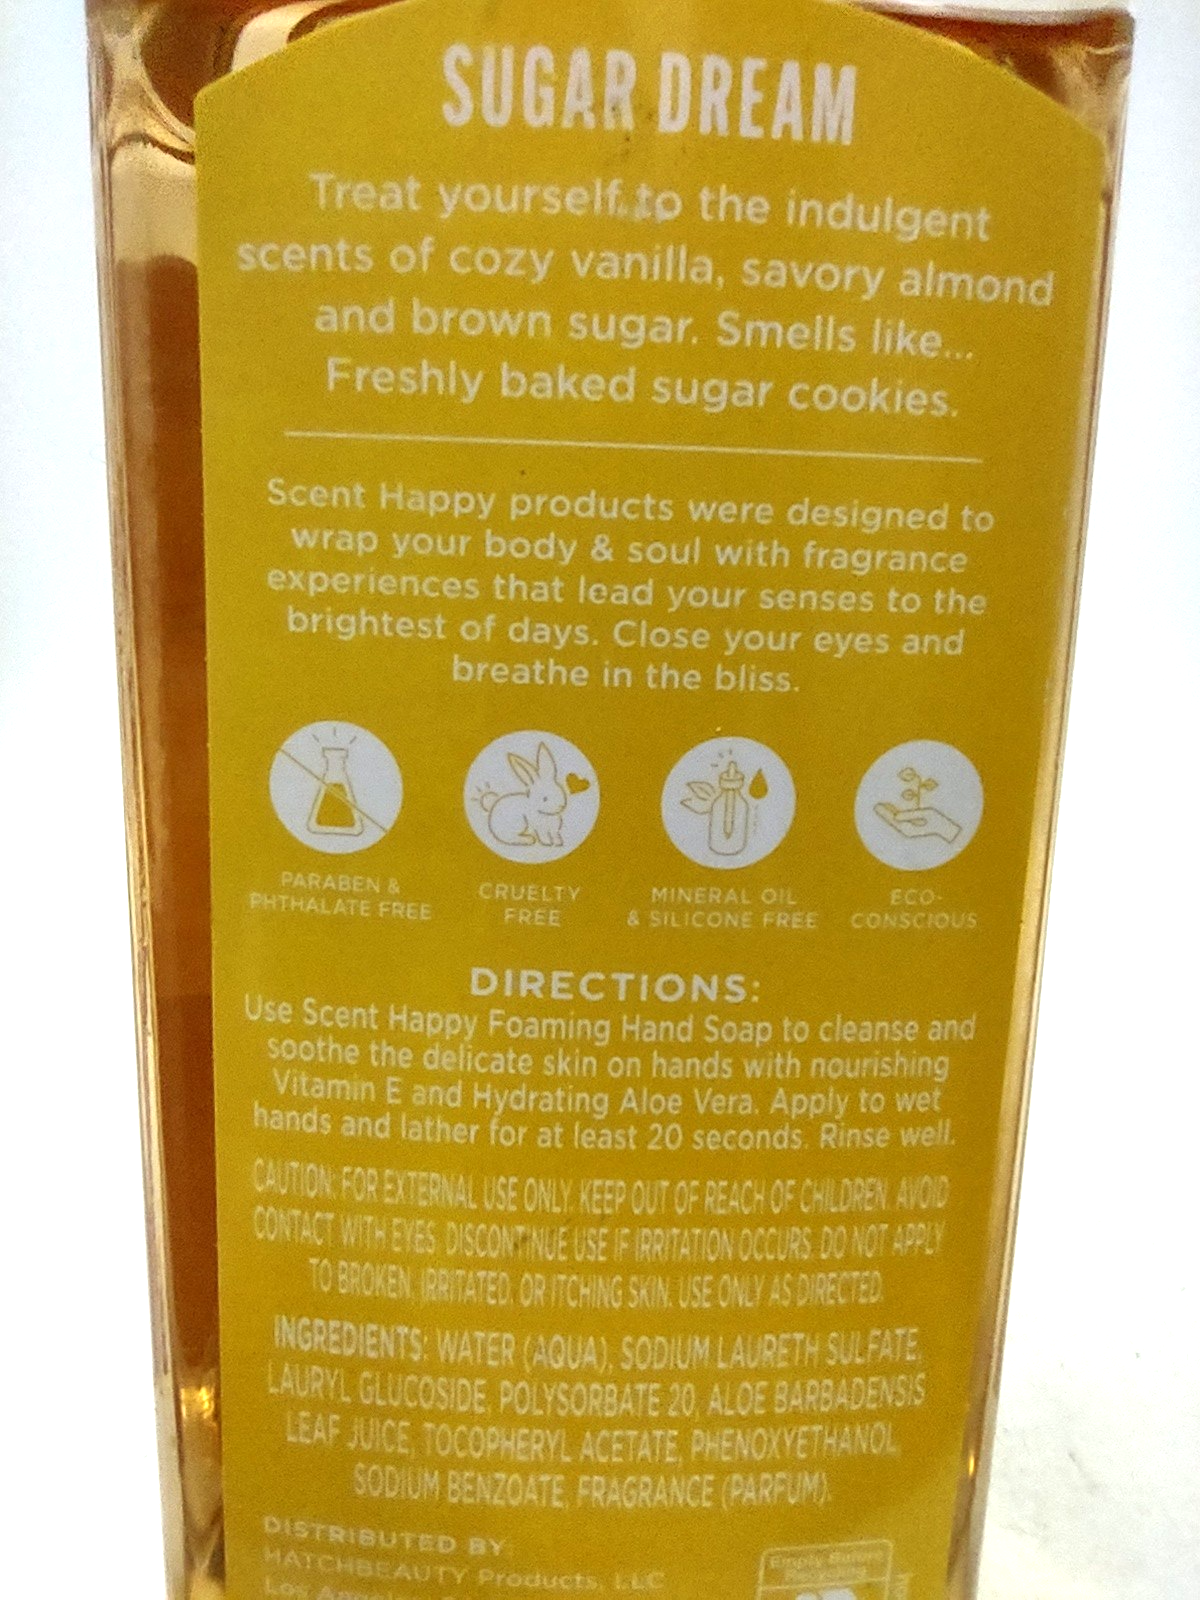 SUGAR DREAM
Treat yourself to the indulgent
scents of cozy vanilla, savory almond
and brown sugar. Smells like...
Freshly baked sugar cookies.
Scent Happy products were designed to
wrap your body & soul with fragrance
experiences that lead your senses to the
brightest of days. Close your eyes and
breathe in the bliss.
PARABEN &
PHTHALATE FREE
CRUELTY
FREE
MINERAL OIL
& SILICONE FREE
ECO-
CONSCIOUS
DIRECTIONS:
Use Scent Happy Foaming Hand Soap to cleanse and
soothe the delicate skin on hands with nourishing
Vitamin E and Hydrating Aloe Vera. Apply to wet
hands and lather for at least 20 seconds. Rinse well.
CAUTION: FOR EXTERNAL USE ONLY. KEEP OUT OF REACH OF CHILDREN. AVOID
CONTACT WITH EYES. DISCONTINUE USE IF IRRITATION OCCURS. DO NOT APPLY
TO BROKEN, IRRITATED, OR ITCHING SKIN. USE ONLY AS DIRECTED.
INGREDIENTS: WATER (AQUA), SODIUM LAURETH SULFATE,
LAURYL GLUCOSIDE, POLYSORBATE 20, ALOE BARBADENSIS
LEAF JUICE, TOCOPHERYL ACETATE, PHENOXYETHANOL,
SODIUM BENZOATE, FRAGRANCE (PARFUM).
DISTRIBUTED BY:
HATCHBEAUTY Products, LLC
Los Angeles,
Empty Before
Recycling